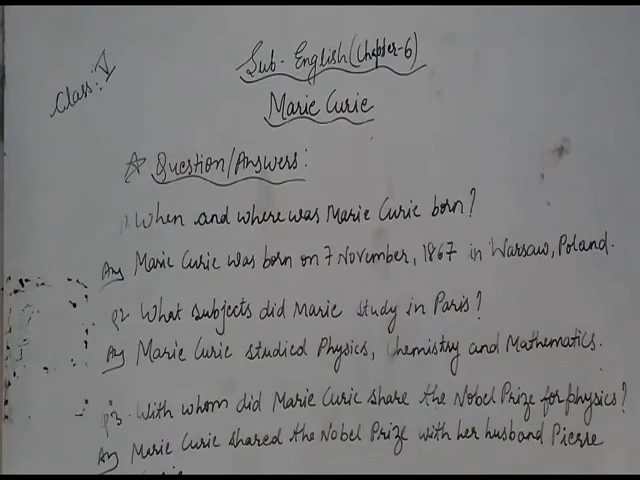 Class: V
Sub- English (Chapter-6)
Marie Curie
Question/Answers:
1. When and where was Marie Curie born?
Ans Marie Curie was born on 7 November, 1867 in Warsaw, Poland.
Q2 What subjects did Marie study in Paris?
Ans Marie Curie studied Physics, Chemistry and Mathematics.
Q3. With whom did Marie Curie share the Nobel Prize for physics?
Ans Marie Curie shared the Nobel Prize with her husband Pierre